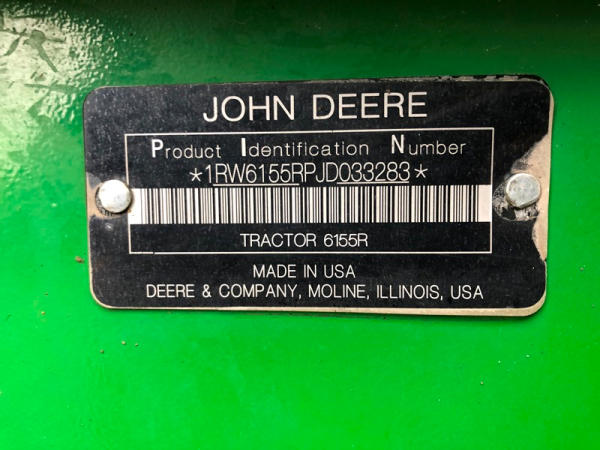 JOHN DEERE
Product Identification Number
*1RW6155RPJD033283*
TRACTOR 6155R
MADE IN USA
DEERE & COMPANY, MOLINE, ILLINOIS, USA